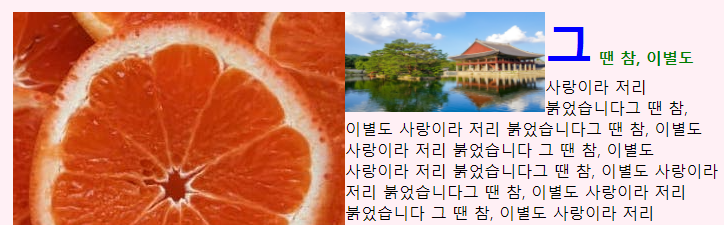 그 땐 참, 이별도
사랑이라 저리
붉었습니다그 땐 참,
이별도 사랑이라 저리 붉었습니다그 땐 참, 이별도
사랑이라 저리 붉었습니다 그 땐 참, 이별도
사랑이라 저리 붉었습니다그 땐 참, 이별도 사랑이라
저리 붉었습니다그 땐 참, 이별도 사랑이라 저리
붉었습니다 그 땐 참, 이별도 사랑이라 저리